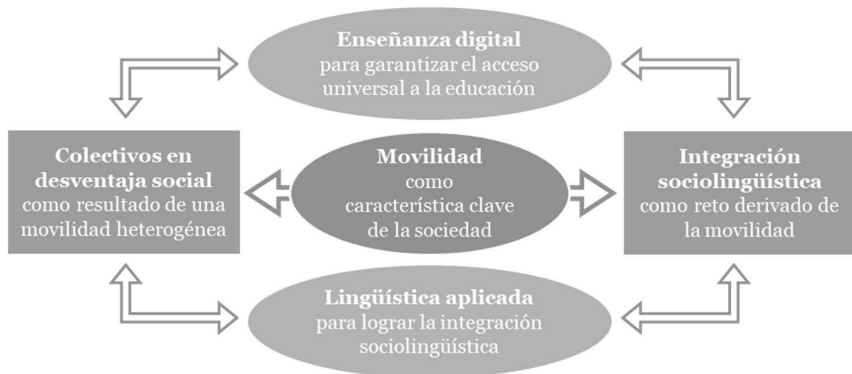 Enseñanza digital
para garantizar el acceso
universal a la educación
Colectivos en
desventaja social
como resultado de una
movilidad heterogénea
Movilidad
como
característica clave
de la sociedad
Integración
sociolingüística
como reto derivado de
la movilidad
Lingüística aplicada
para lograr la integración
sociolingüística